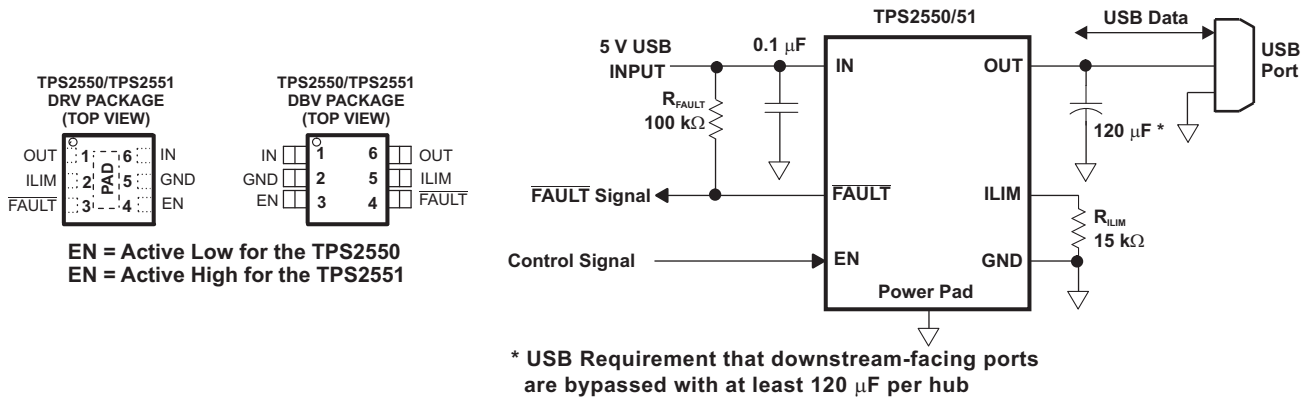 TPS2550/TPS2551
DRV PACKAGE
(TOP VIEW)
OUT 1 6 IN
ILIM 2 PAD 5 GND
FAULT 3 4 EN
TPS2550/TPS2551
DBV PACKAGE
(TOP VIEW)
IN 1 6 OUT
GND 2 5 ILIM
EN 3 4 FAULT
EN = Active Low for the TPS2550
EN = Active High for the TPS2551
TPS2550/51
USB Data
5 V USB
INPUT
0.1 μF
IN
OUT
USB
Port
RFAULT
100 kΩ
120 μF *
FAULT Signal
FAULT
ILIM
RILIM
15 kΩ
Control Signal
EN
GND
Power Pad
* USB Requirement that downstream-facing ports
are bypassed with at least 120 μF per hub